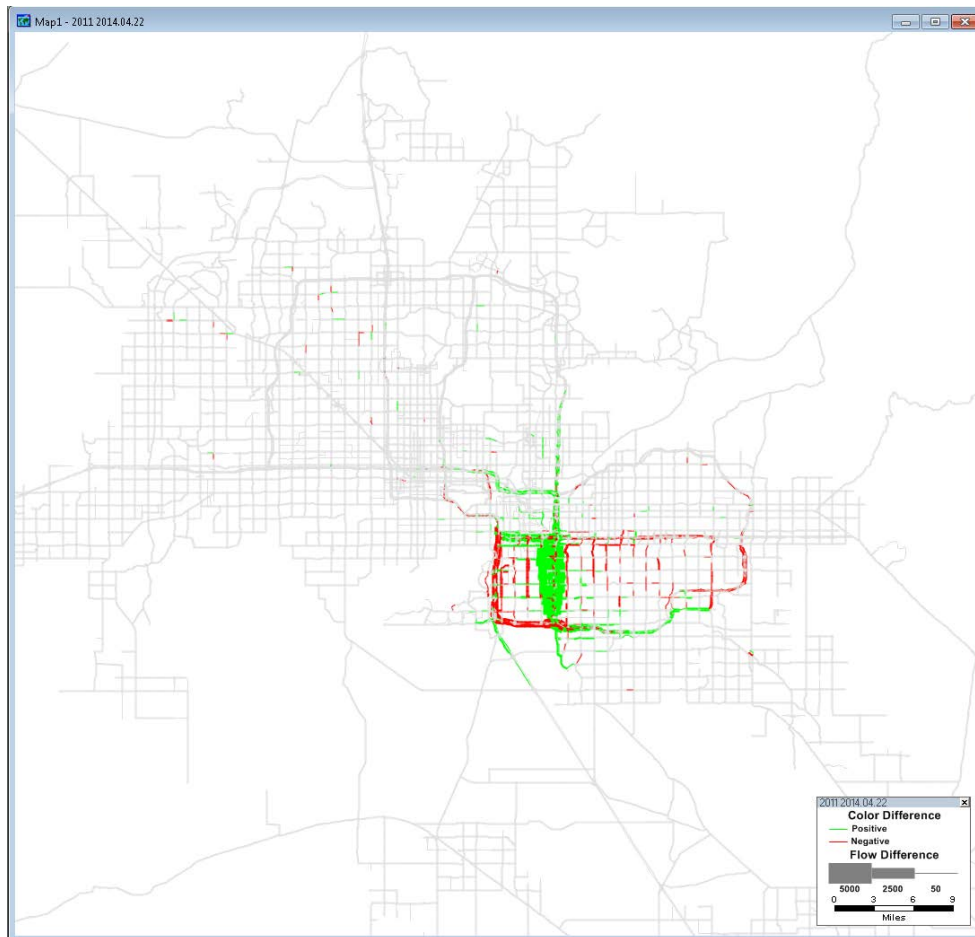 Map1 - 2011 2014.04.22
2011 2014.04.22
Color Difference
Positive
Negative
Flow Difference
5000 2500 50
0 3 6 9
Miles